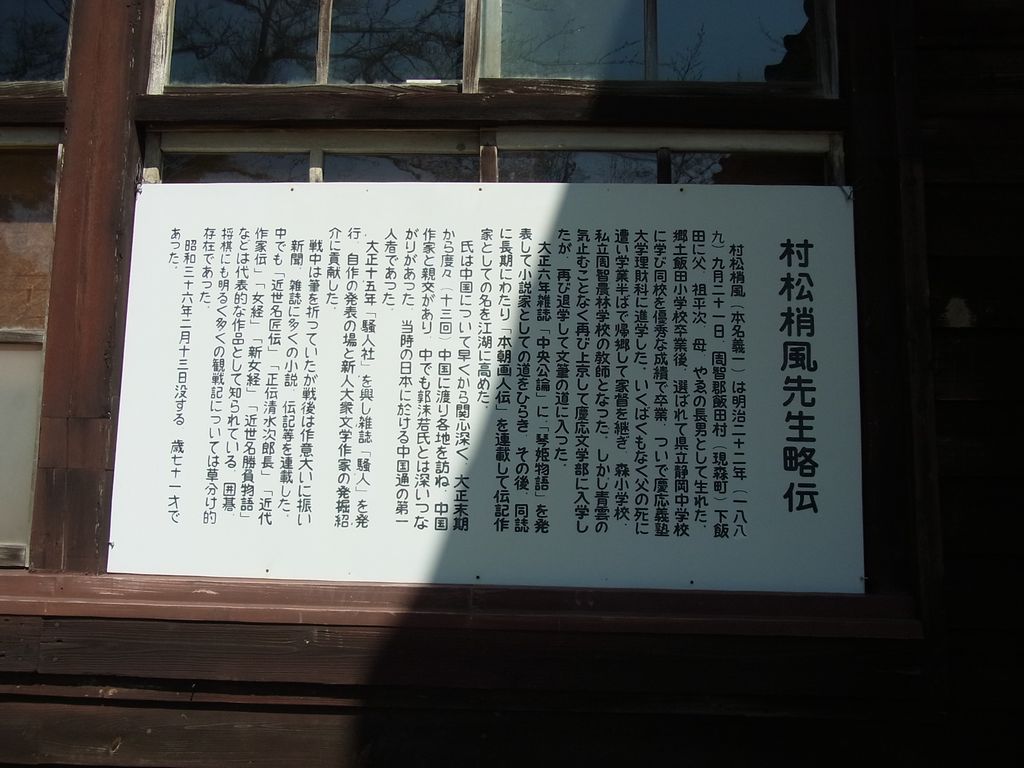 村松梢風先生略伝
村松梢風（本名義一）は明治二十二年（一八八
九）九月二十一日、周智郡飯田村（現森町）下飯
田に父 祖平次 母 やゑの長男として生れた．
郷土飯田小学校卒業後、選ばれて県立静岡中学校
に学び同校を優秀な成績で卒業、ついで慶応義塾
大学理財科に進学した．いくばくもなく父の死に
遭い学業半ばで帰郷して家督を継ぎ 森小学校、
私立周智農林学校の教師となった．しかし青雲の
気止むことなく再び上京して慶応文学部に入学し
たが 再び退学して文筆の道に入った．
大正六年雑誌「中央公論」に「琴姫物語」を発
表して小説家としての道をひらき その後、同誌
に長期にわたり「本朝画人伝」を連載して伝記作
家としての名を江湖に高めた．
氏は中国について早くから関心深く、大正末期
から度々（十三回）中国に渡り各地を訪ね 中国
作家と親交があり 中でも郭沫若氏とは深いつな
がりがあった 当時の日本に於ける中国通の第一
人者であった．
大正十五年「騒人社」を興し雑誌「騒人」を発
行．自作の発表の場と新人大衆文学作家の発掘紹
介に貢献した．
戦中は筆を折っていたが戦後は作意大いに振い
新聞 雑誌に多くの小説 伝記等を連載した．
中でも「近世名匠伝」「正伝清水次郎長」「近代
作家伝」「女経」「新女経」「近世名勝負物語」
などは代表的な作品として知られている．囲碁
将棋にも明るく多くの観戦記については草分け的
存在であった．
昭和三十六年二月十三日没する 歳七十一才で
あった．